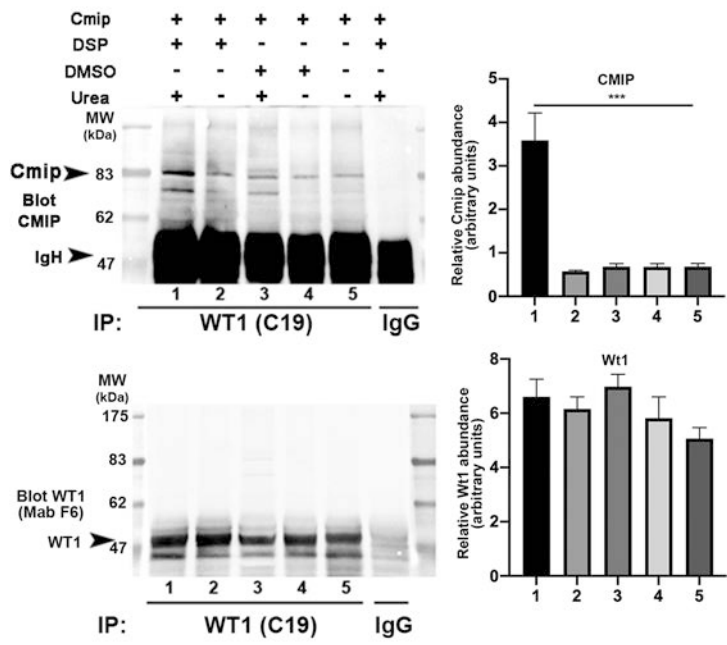 Cmip + + + + + +
DSP + + - - - +
DMSO - - + + - -
Urea + - + - - +
MW
(kDa)
Cmip 83
Blot
CMIP
62
IgH
47
1 2 3 4 5
IP: WT1 (C19) IgG
CMIP
***
Relative Cmip abundance
(arbitrary units)
5
4
3
2
1
0
1 2 3 4 5
MW
(kDa)
175
83
Blot WT1
(Mab F6)
62
WT1
47
1 2 3 4 5
IP: WT1 (C19) IgG
Wt1
Relative Wt1 abundance
(arbitrary units)
8
6
4
2
0
1 2 3 4 5